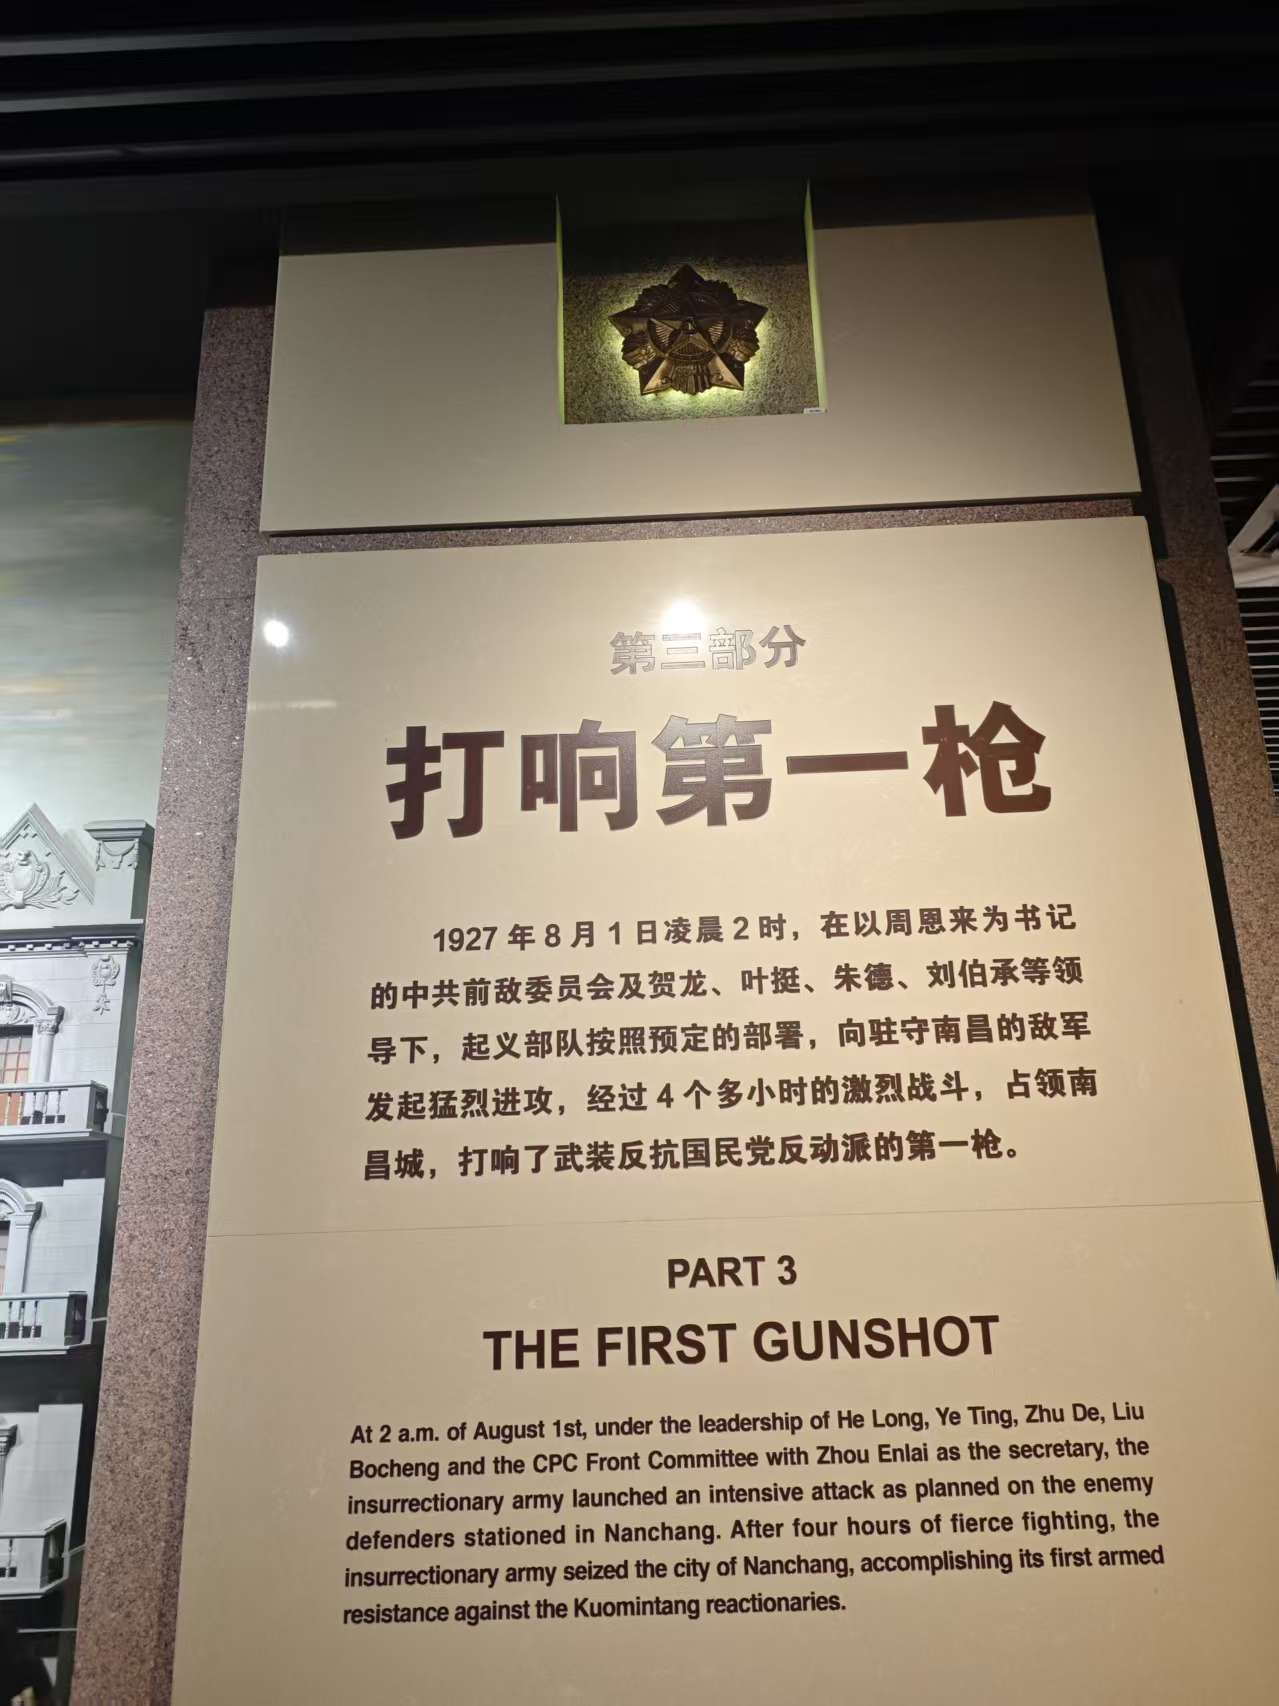 第三部分
打响第一枪
1927年8月1日凌晨2时，在以周恩来为书记
的中共前敌委员会及贺龙、叶挺、朱德、刘伯承等领
导下，起义部队按照预定的部署，向驻守南昌的敌军
发起猛烈进攻，经过4个多小时的激烈战斗，占领南
昌城，打响了武装反抗国民党反动派的第一枪。
PART 3
THE FIRST GUNSHOT
At 2 a.m. of August 1st, under the leadership of He Long, Ye Ting, Zhu De, Liu
Bocheng and the CPC Front Committee with Zhou Enlai as the secretary, the
insurrectionary army launched an intensive attack as planned on the enemy
defenders stationed in Nanchang. After four hours of fierce fighting, the
insurrectionary army seized the city of Nanchang, accomplishing its first armed
resistance against the Kuomintang reactionaries.